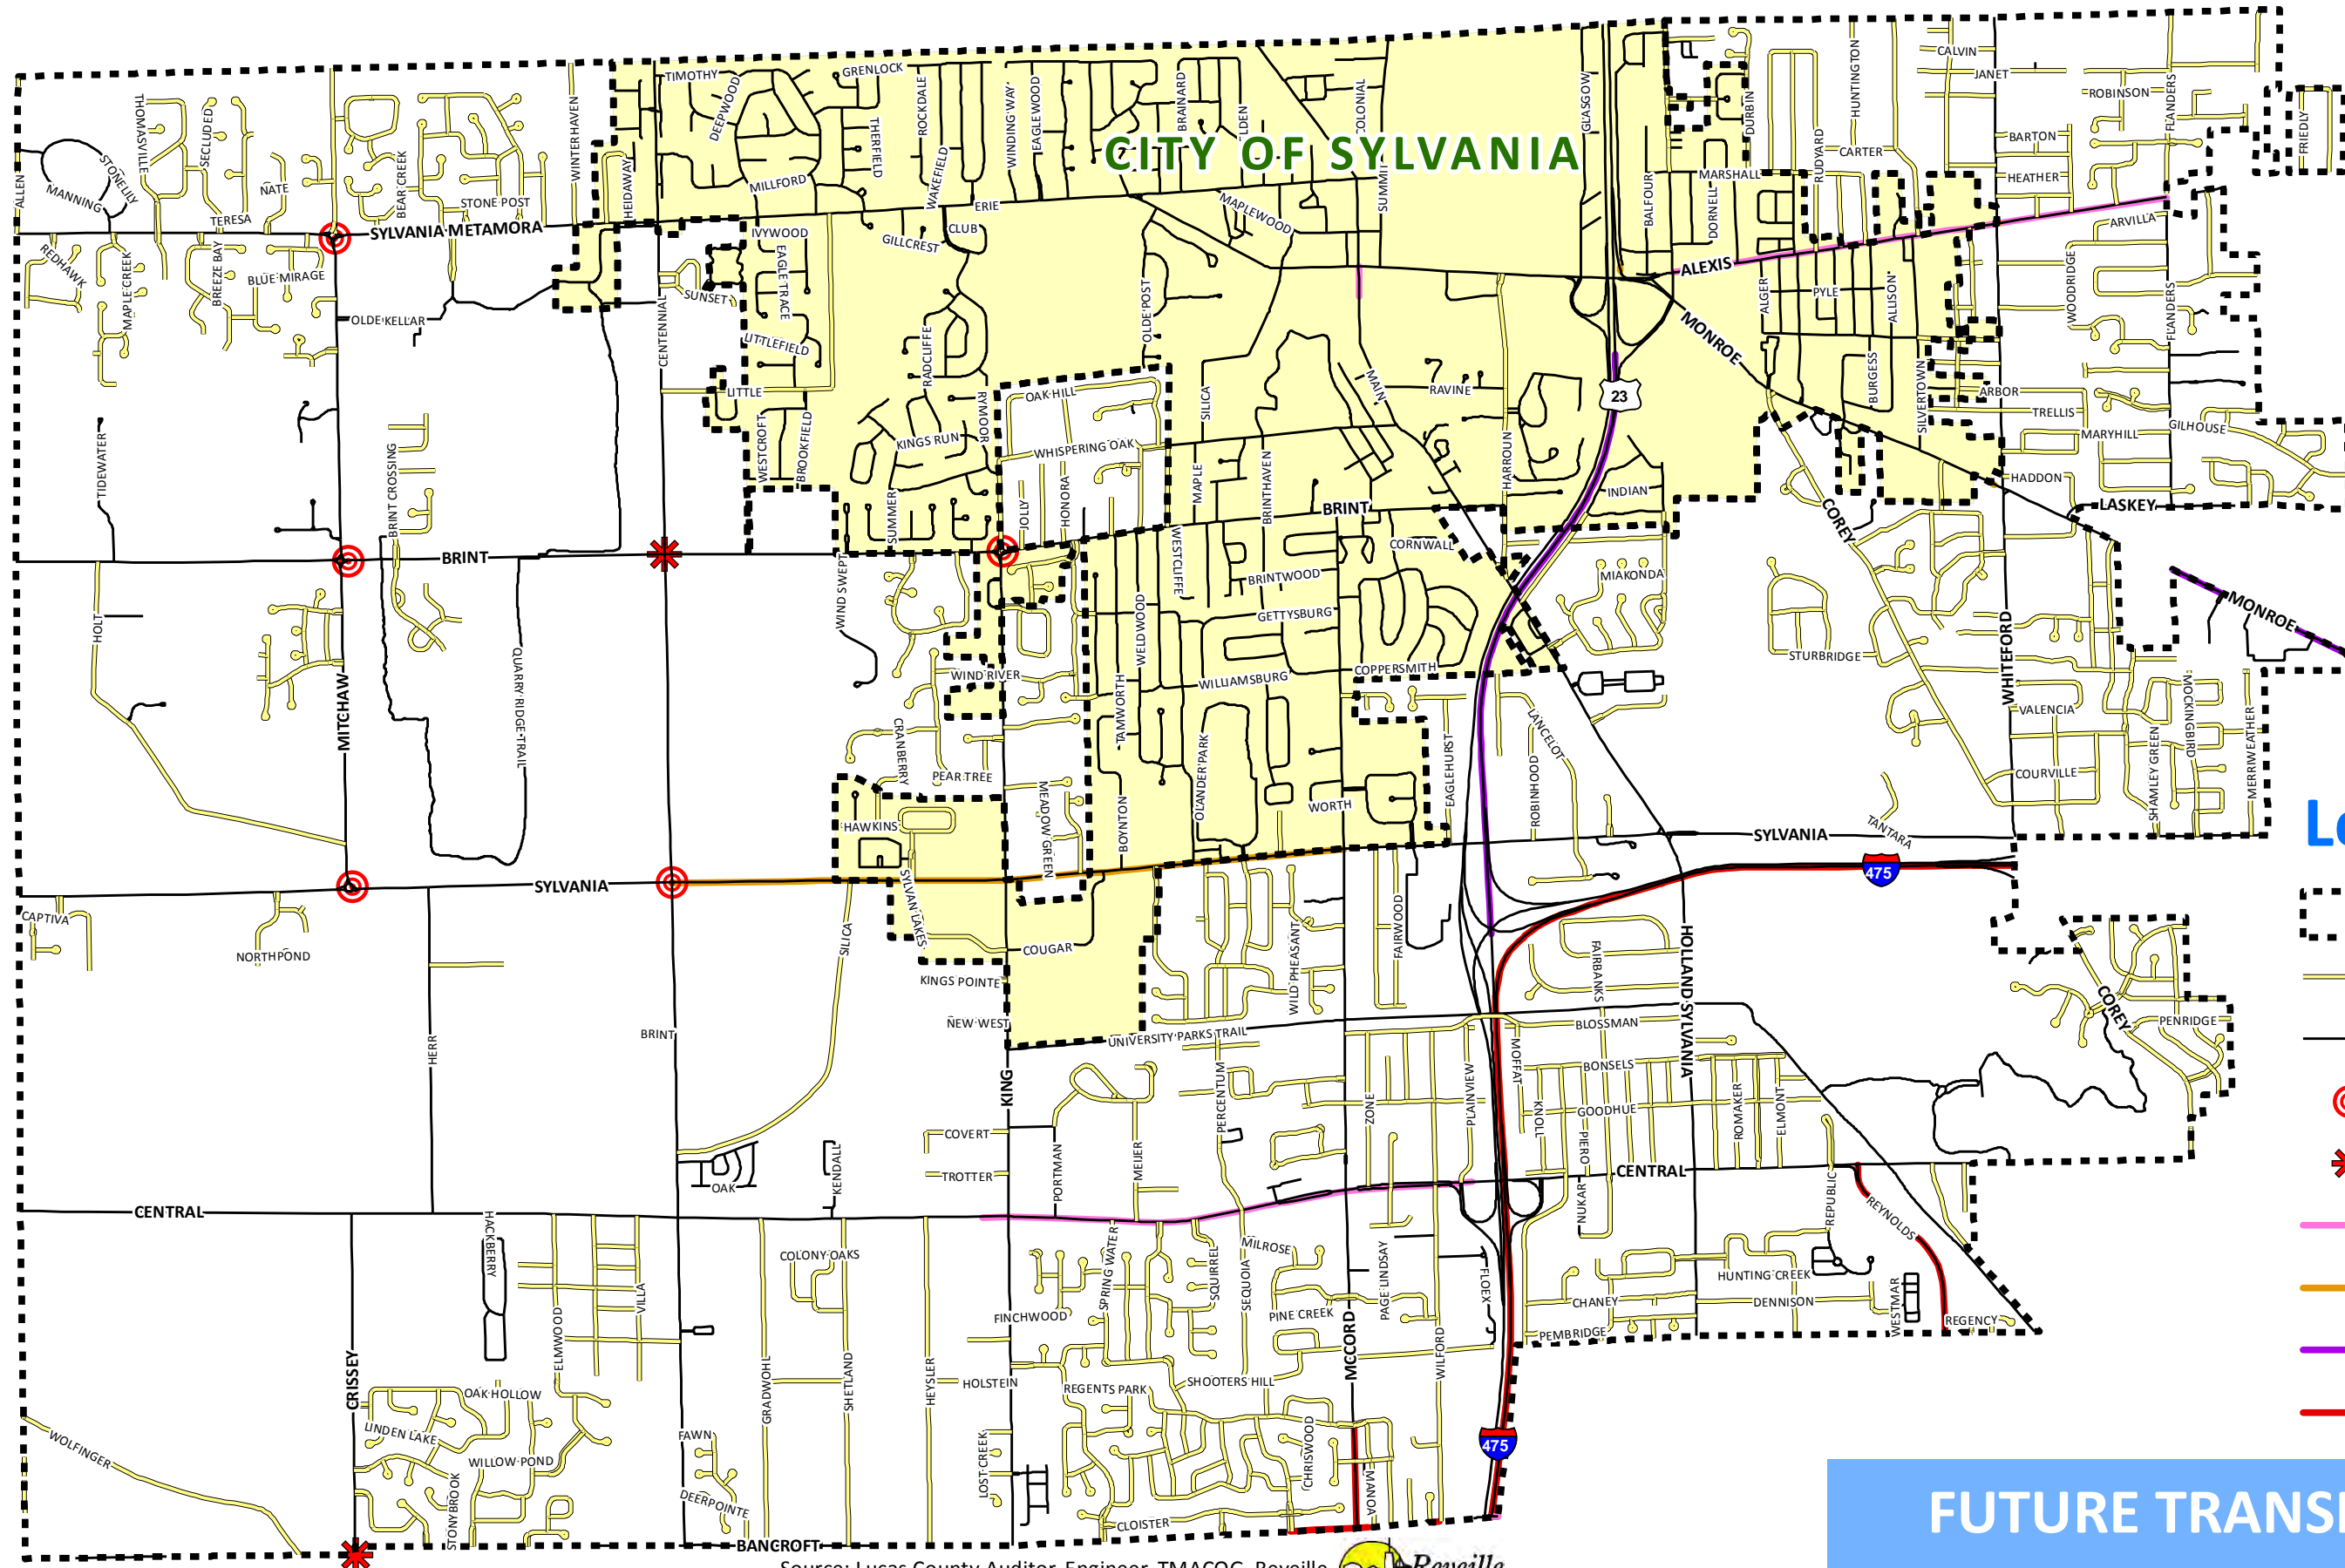 TIMOTHY
GRENLOCK
CALVIN
JANET
ROBINSON
HUNTINGTON
FLANDERS
FRIEDLY
THOMASVILLE
SECLUDED
WINTERHAVEN
DEEPWOOD
ROCKDALE
WINDING WAY
EAGLEWOOD
BRAINARD
COLONIAL
GLASGOW
DURBIN
CITY OF SYLVANIA
BARTON
CARTER
HEATHER
RUDYARD
STONELILY
MANNING
ALLEN
NATE
TERESA
BEAR CREEK
STONE POST
HEIDAWAY
MILLFORD
THERFIELD
WAKEFIELD
ERIE
CLUB
GILLCREST
MAPLEWOOD
SUMMIT
BALFOUR
MARSHALL
DORNELL
ARVILLA
SYLVANIA METAMORA
IVYWOOD
EAGLE TRACE
REDHAWK
MAPLE CREEK
BREEZE BAY
BLUE MIRAGE
OLDE KELLAR
CENTENNIAL
SUNSET
LITTLEFIELD
LITTLE
OLDE POST
ALEXIS
ALGER
PYLE
ALLISON
WOODRIDGE
FLANDERS
MONROE
RADCLIFFE
RYMOOR
OAK HILL
SILICA
MAIN
RAVINE
23
BURGESS
SILVERTOWN
ARBOR
TRELLIS
MARYHILL
GILHOUSE
TIDEWATER
BRINT CROSSING
WESTCROFT
BROOKFIELD
KINGS RUN
WHISPERING OAK
MAPLE
BRINTHAVEN
HARROUN
INDIAN
HADDON
LASKEY
SUMMER
JOLLY
HONORA
BRINT
COREY
BRINT
WESTCLIFFE
CORNWALL
BRINTWOOD
MIAKONDA
GETTYSBURG
MONROE
HOLT
WIND SWEPT
WELDWOOD
WHITEFORD
STURBRIDGE
MITCHAW
QUARRY RIDGE TRAIL
WIND RIVER
WILLIAMSBURG
COPPERSMITH
TAMWORTH
CRANBERRY
PEAR TREE
LANCELOT
VALENCIA
MOCKINGBIRD
MERRIWEATHER
SHAMLEY GREEN
COURVILLE
OLANDER PARK
EAGLEHURST
ROBINHOOD
HAWKINS
MEADOW GREEN
BOYNTON
WORTH
SYLVANIA
TANTARA
475
SYLVANIA
SYLVAN LAKES
CAPTIVA
NORTHPOND
SILICA
COUGAR
WILD PHEASANT
FAIRWOOD
FAIRBANKS
HOLLAND-SYLVANIA
KINGS POINTE
NEW WEST
UNIVERSITY PARKS TRAIL
BLOSSMAN
COREY
PENRIDGE
HERR
BRINT
KING
PERCENTUM
ZONE
PLAINVIEW
MOFFAT
BONSELS
GOODHUE
KNOLL
PIERO
ROMAKER
ELMONT
COVERT
TROTTER
PORTMAN
MEIJER
OAK
KENDALL
CENTRAL
NUKAR
REPUBLIC
REYNOLDS
CENTRAL
HACKBERRY
COLONY OAKS
SPRING WATER
SQUIRREL
SEQUOIA
MILROSE
PAGE LINDSAY
FLOEX
HUNTING CREEK
CHANEY
DENNISON
WESTMAR
REGENCY
PEMBRIDGE
ELMWOOD
VILLA
FINCHWOOD
PINE CREEK
MCCORD
WILFORD
CRISSEY
GRADWOHL
SHETLAND
HEYSLER
HOLSTEIN
REGENTS PARK
SHOOTERS HILL
OAK HOLLOW
LINDEN LAKE
WOLFINGER
WILLOW POND
STONYBROOK
FAWN
DEERPOINTE
LOST CREEK
CHRISWOOD
MANOA
475
CLOISTER
BANCROFT
Source: Lucas County Auditor, Engineer, TMACOG, Reveille
Reveille